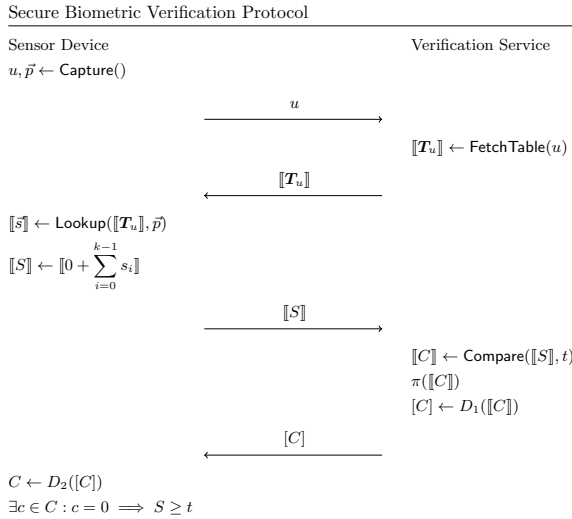 Secure Biometric Verification Protocol
Sensor Device Verification Service
u, p⃗ ← Capture()
u
⟦T_u⟧ ← FetchTable(u)
⟦T_u⟧
⟦s⃗⟧ ← Lookup(⟦T_u⟧, p⃗)
⟦S⟧ ← ⟦0 + ∑_{i=0}^{k−1} s_i⟧
⟦S⟧
⟦C⟧ ← Compare(⟦S⟧, t)
π(⟦C⟧)
[C] ← D_1(⟦C⟧)
[C]
C ← D_2([C])
∃c ∈ C : c = 0 ⟹ S ≥ t